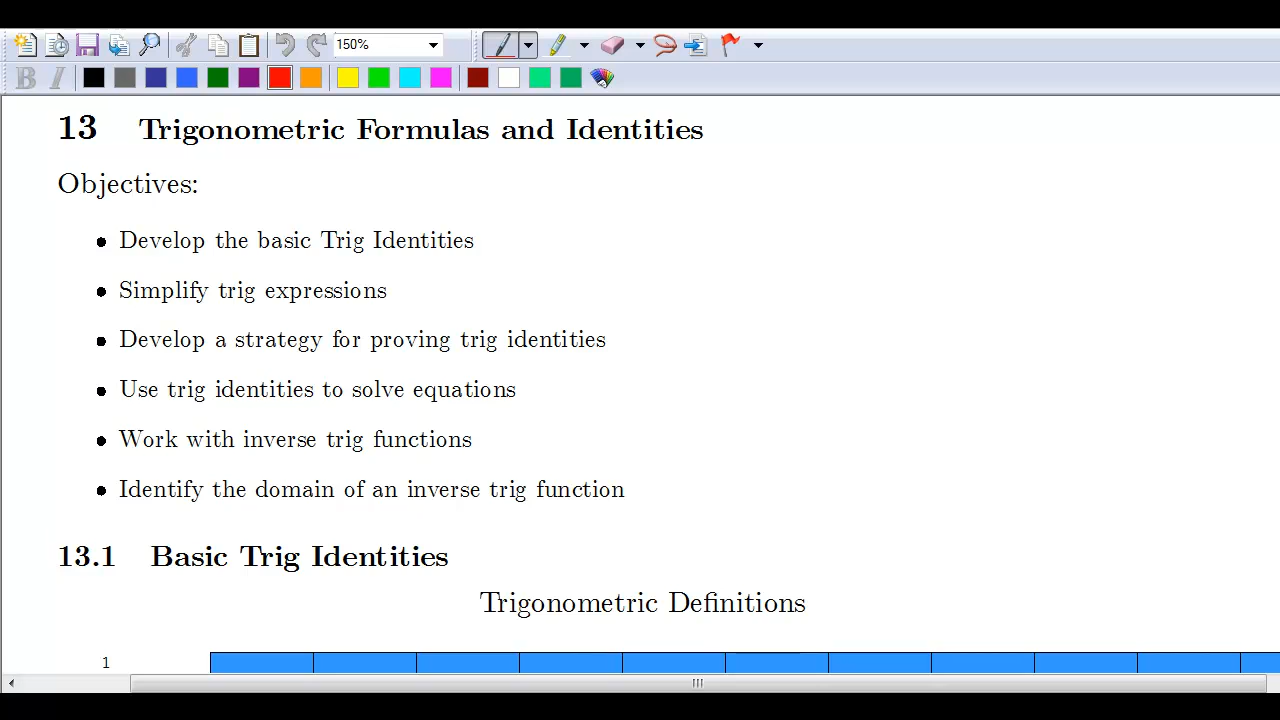 150%
B I
13 Trigonometric Formulas and Identities
Objectives:
• Develop the basic Trig Identities
• Simplify trig expressions
• Develop a strategy for proving trig identities
• Use trig identities to solve equations
• Work with inverse trig functions
• Identify the domain of an inverse trig function
13.1 Basic Trig Identities
Trigonometric Definitions
1